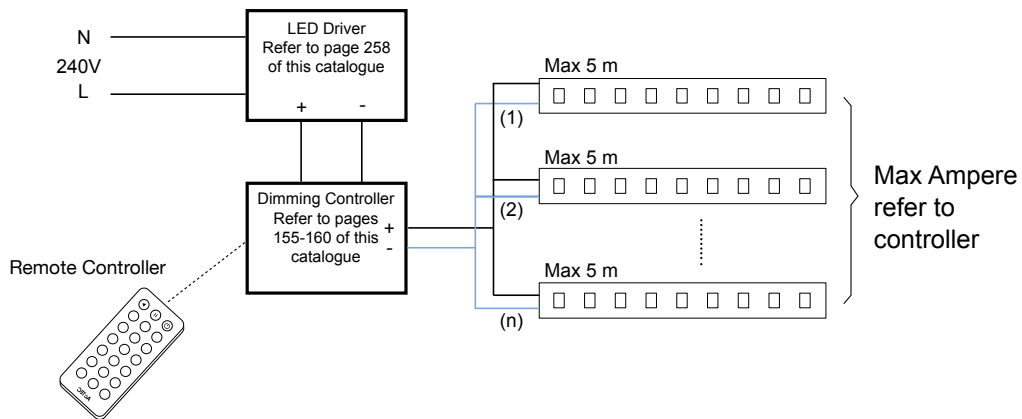 N
240V
L
LED Driver
Refer to page 258
of this catalogue
+ -
Dimming Controller
Refer to pages
155-160 of this
catalogue
+
-
Remote Controller
Max 5 m
(1)
Max 5 m
(2)
Max 5 m
(n)
Max Ampere
refer to
controller